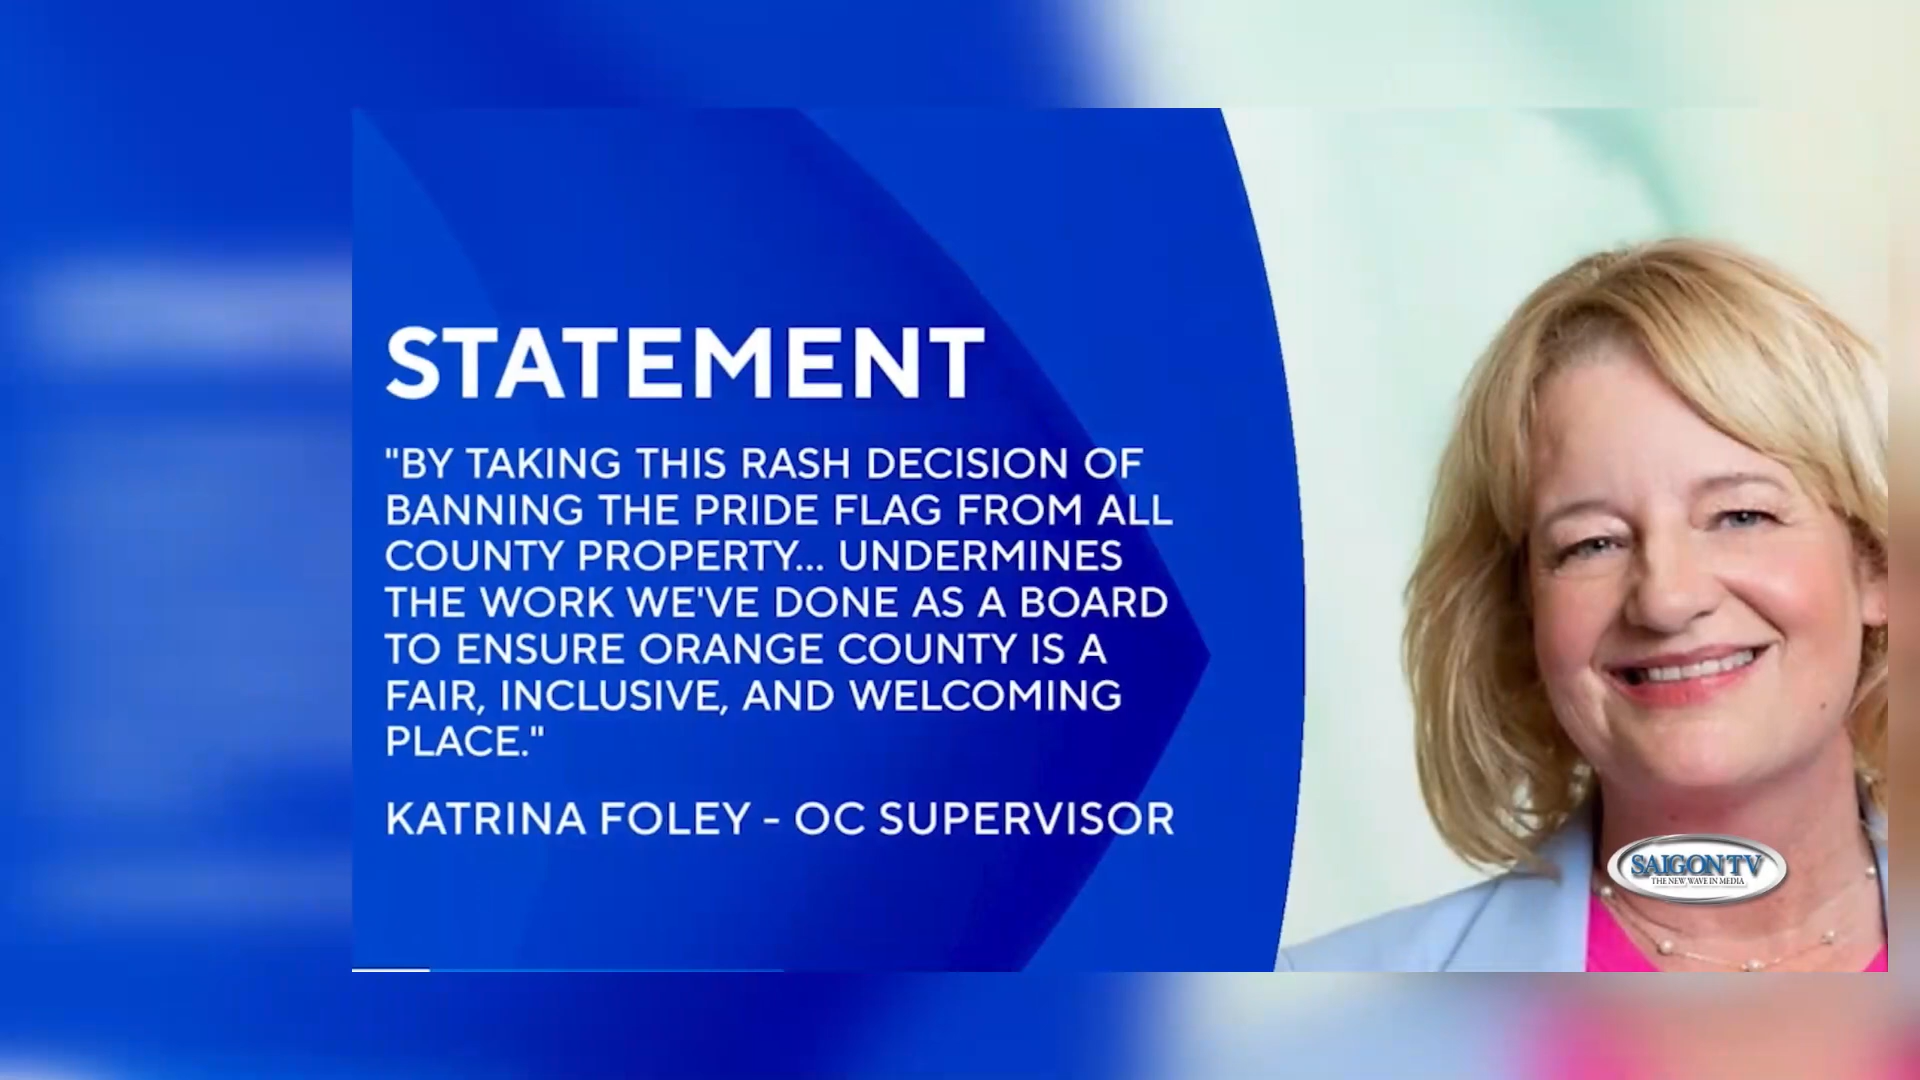 STATEMENT
"BY TAKING THIS RASH DECISION OF
BANNING THE PRIDE FLAG FROM ALL
COUNTY PROPERTY... UNDERMINES
THE WORK WE'VE DONE AS A BOARD
TO ENSURE ORANGE COUNTY IS A
FAIR, INCLUSIVE, AND WELCOMING
PLACE."
KATRINA FOLEY - OC SUPERVISOR
SAIGON TV
THE NEW WAVE IN MEDIA